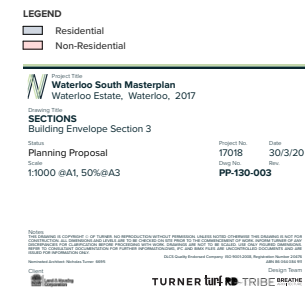 LEGEND
Residential
Non-Residential
Project Title
Waterloo South Masterplan
Waterloo Estate, Waterloo, 2017
Drawing Title
SECTIONS
Building Envelope Section 3
Status Project No. Date
Planning Proposal 17018 30/3/20
Scale Dwg No. Rev.
1:1000 @A1, 50%@A3 PP-130-003
Notes
Client Design Team
TURNER turf TRIBE BREATHE